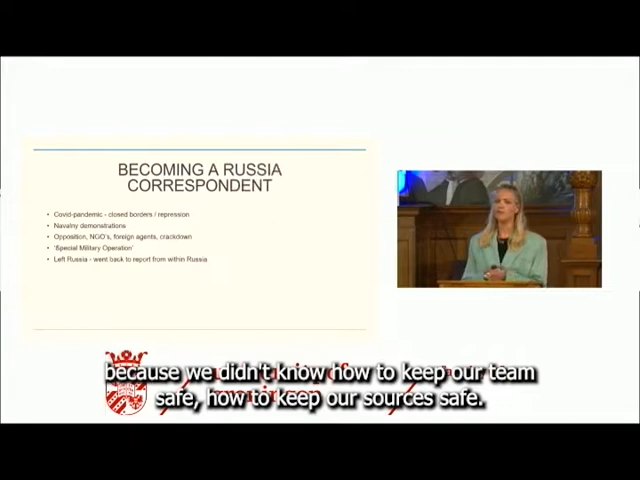 BECOMING A RUSSIA
CORRESPONDENT
• Covid-pandemic - closed borders / repression
• Navalny demonstrations
• Opposition, NGO's, foreign agents, crackdown
• 'Special Military Operation'
• Left Russia - went back to report from within Russia
because we didn't know how to keep our team
safe, how to keep our sources safe.